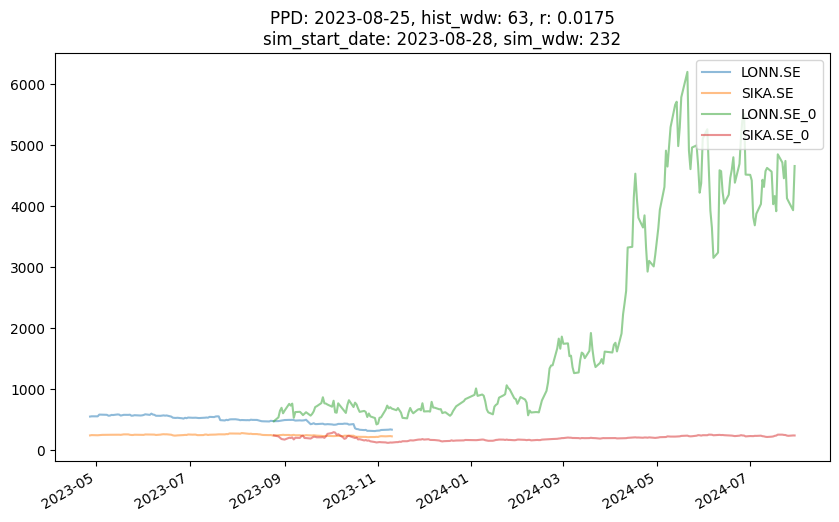 PPD: 2023-08-25, hist_wdw: 63, r: 0.0175
sim_start_date: 2023-08-28, sim_wdw: 232
LONN.SE
SIKA.SE
LONN.SE_0
SIKA.SE_0
6000
5000
4000
3000
2000
1000
0
2023-05
2023-07
2023-09
2023-11
2024-01
2024-03
2024-05
2024-07